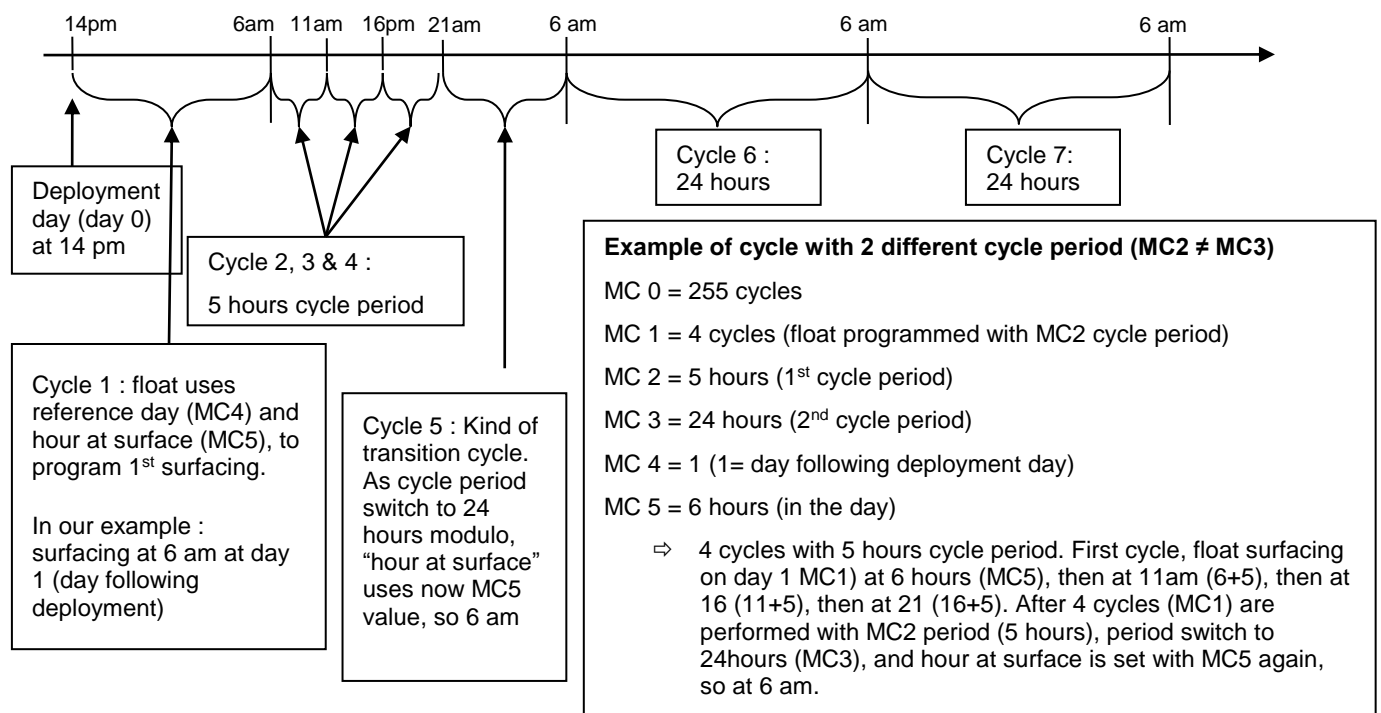 14pm 6am 11am 16pm 21am 6 am 6 am 6 am
Deployment
day (day 0)
at 14 pm
Cycle 2, 3 & 4 :
5 hours cycle period
Cycle 6 :
24 hours
Cycle 7:
24 hours
Cycle 1 : float uses
reference day (MC4) and
hour at surface (MC5), to
program 1st surfacing.
In our example :
surfacing at 6 am at day
1 (day following
deployment)
Cycle 5 : Kind of
transition cycle.
As cycle period
switch to 24
hours modulo,
“hour at surface”
uses now MC5
value, so 6 am
Example of cycle with 2 different cycle period (MC2 ≠ MC3)
MC 0 = 255 cycles
MC 1 = 4 cycles (float programmed with MC2 cycle period)
MC 2 = 5 hours (1st cycle period)
MC 3 = 24 hours (2nd cycle period)
MC 4 = 1 (1= day following deployment day)
MC 5 = 6 hours (in the day)
⇨ 4 cycles with 5 hours cycle period. First cycle, float surfacing
on day 1 MC1) at 6 hours (MC5), then at 11am (6+5), then at
16 (11+5), then at 21 (16+5). After 4 cycles (MC1) are
performed with MC2 period (5 hours), period switch to
24hours (MC3), and hour at surface is set with MC5 again,
so at 6 am.